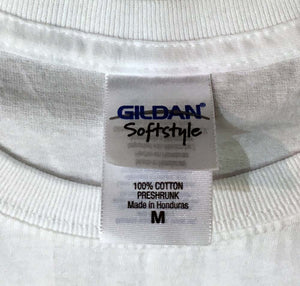 GILDAN®
Softstyle
100% COTTON
PRESHRUNK
Made in Honduras
M